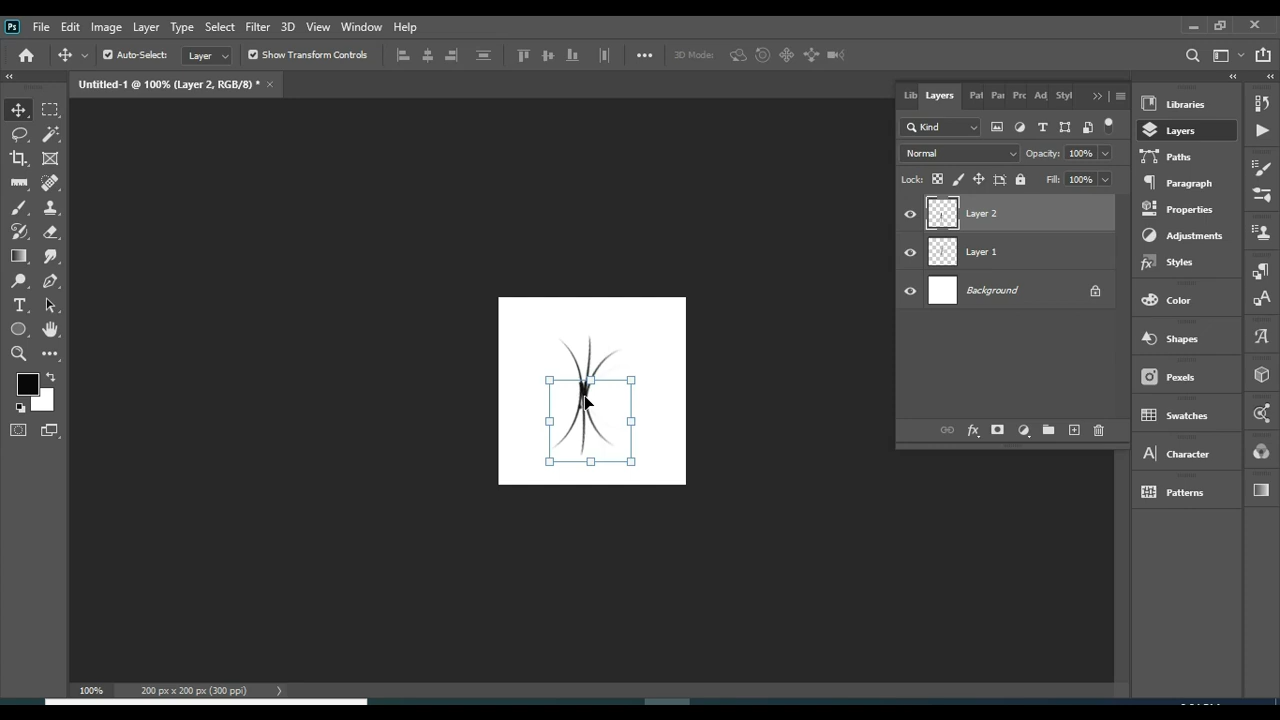 Ps File Edit Image Layer Type Select Filter 3D View Window Help
Auto-Select: Layer Show Transform Controls 3D Mode:
Untitled-1 @ 100% (Layer 2, RGB/8) *
Lib Layers Pat Par Pro Adj Styl
Kind
Normal Opacity: 100%
Lock: Fill: 100%
Layer 2
Layer 1
Background
Libraries
Layers
Paths
Paragraph
Properties
Adjustments
Styles
Color
Shapes
Pexels
Swatches
Character
Patterns
100% 200 px x 200 px (300 ppi)